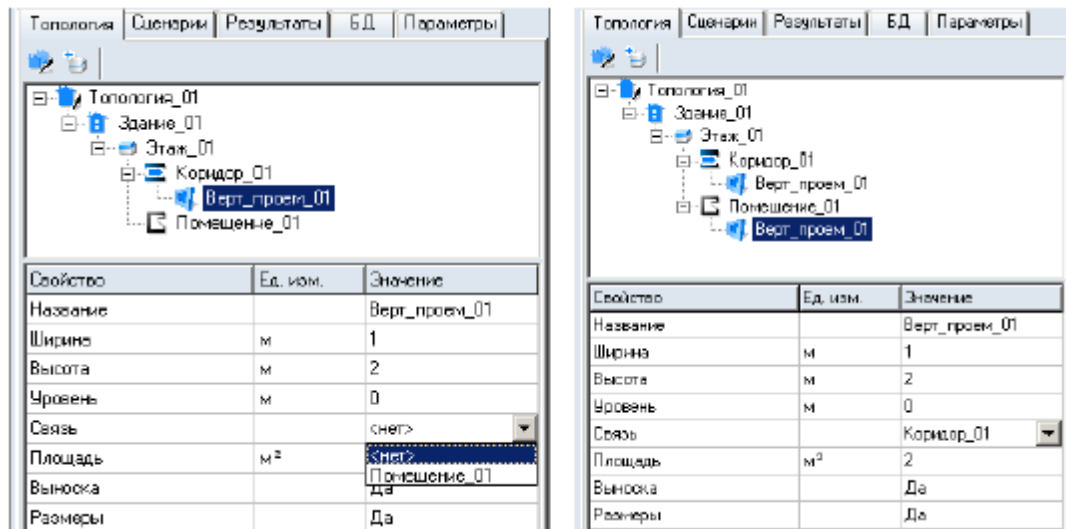 Топология Сценарии Результаты БД Параметры
Топология_01
Здание_01
Этаж_01
Коридор_01
Верт_проем_01
Помещение_01
Свойство Ед. изм. Значение
Название Верт_проем_01
Ширина м 1
Высота м 2
Уровень м 0
Связь <нет>
Площадь м² <нет>
Помещение_01
Выноска Да
Размеры Да
Топология Сценарии Результаты БД Параметры
Топология_01
Здание_01
Этаж_01
Коридор_01
Верт_проем_01
Помещение_01
Верт_проем_01
Свойство Ед. изм. Значение
Название Верт_проем_01
Ширина м 1
Высота м 2
Уровень м 0
Связь Коридор_01
Площадь м² 2
Выноска Да
Размеры Да